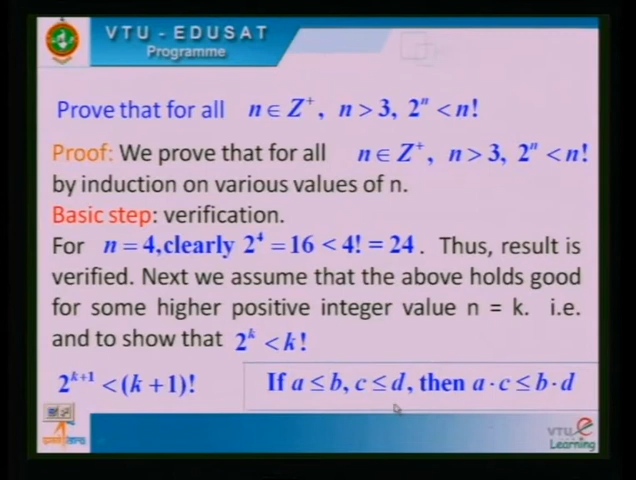 VTU - EDUSAT
Programme
Prove that for all n ∈ Z⁺, n > 3, 2ⁿ < n!
Proof: We prove that for all n ∈ Z⁺, n > 3, 2ⁿ < n!
by induction on various values of n.
Basic step: verification.
For n = 4, clearly 2⁴ = 16 < 4! = 24 . Thus, result is
verified. Next we assume that the above holds good
for some higher positive integer value n = k. i.e.
and to show that 2ᵏ < k!
2ᵏ⁺¹ < (k + 1)! If a ≤ b, c ≤ d, then a · c ≤ b · d
VTU e
Learning